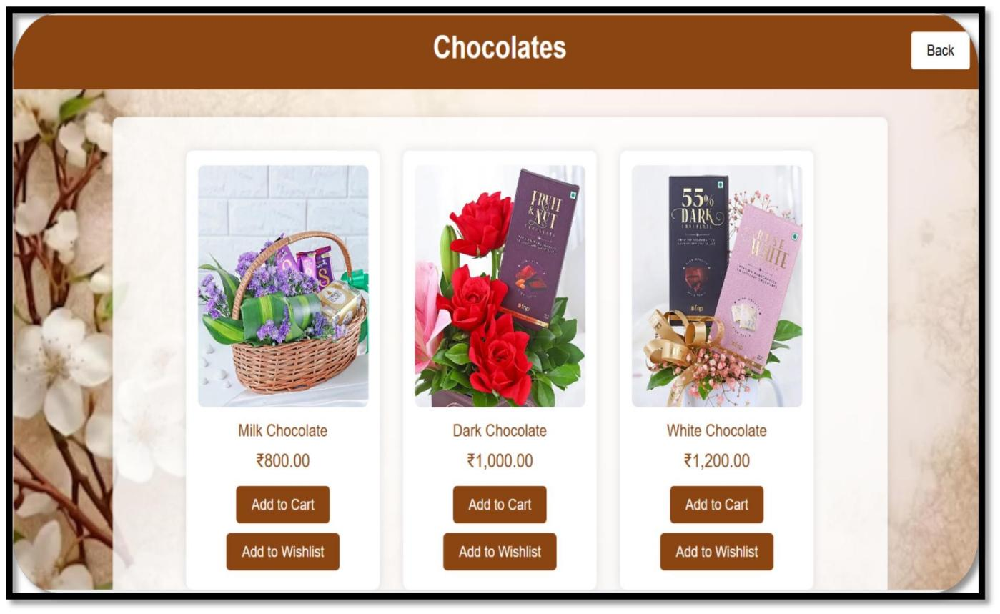 Chocolates
Back
FRUIT
& NUT
CHOCOLATE
fnp
55%
DARK
CHOCOLATE
fnp
WHITE
Milk Chocolate
Dark Chocolate
White Chocolate
₹800.00
₹1,000.00
₹1,200.00
Add to Cart
Add to Cart
Add to Cart
Add to Wishlist
Add to Wishlist
Add to Wishlist